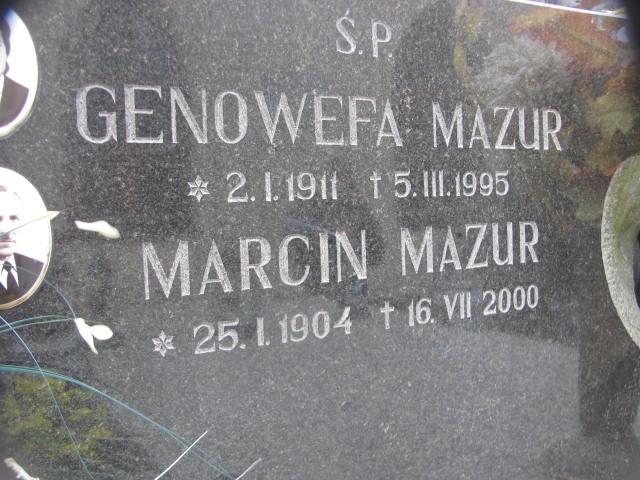 Ś.P.
GENOWEFA MAZUR
* 2.I.1911 † 5.III.1995
MARCIN MAZUR
* 25.I.1904 † 16.VII 2000